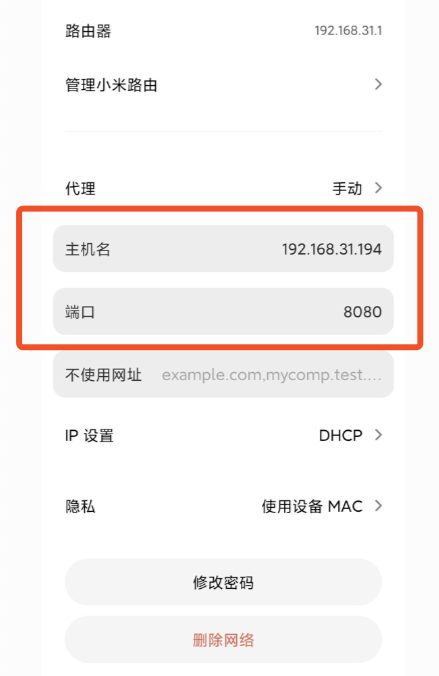 路由器 192.168.31.1
管理小米路由
代理 手动
主机名 192.168.31.194
端口 8080
不使用网址 example.com,mycomp.test....
IP 设置 DHCP
隐私 使用设备 MAC
修改密码
删除网络